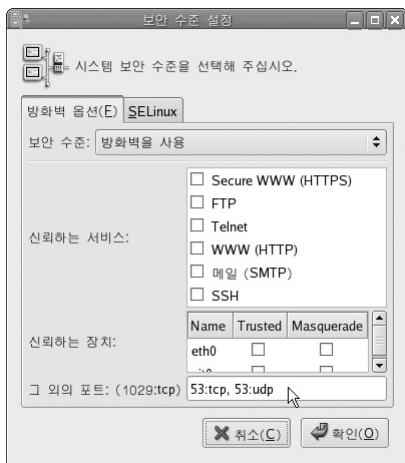 보안 수준 설정
시스템 보안 수준을 선택해 주십시오.
방화벽 옵션(F) SELinux
보안 수준: 방화벽을 사용
신뢰하는 서비스:
Secure WWW (HTTPS)
FTP
Telnet
WWW (HTTP)
메일 (SMTP)
SSH
신뢰하는 장치:
Name Trusted Masquerade
eth0
그 외의 포트: (1029:tcp) 53:tcp, 53:udp
취소(C) 확인(O)